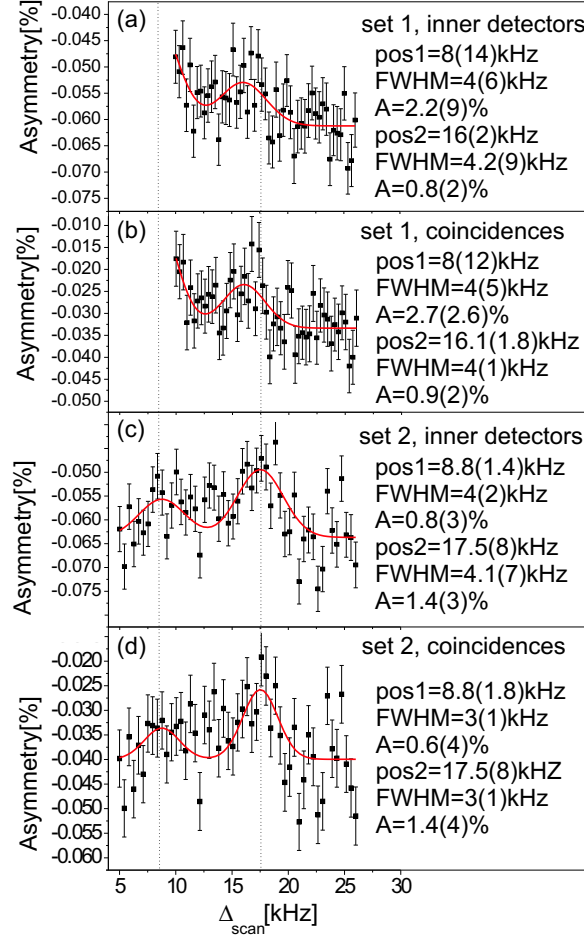 Asymmetry[%]
-0.040
-0.045
-0.050
-0.055
-0.060
-0.065
-0.070
-0.075
(a)
set 1, inner detectors
pos1=8(14)kHz
FWHM=4(6)kHz
A=2.2(9)%
pos2=16(2)kHz
FWHM=4.2(9)kHz
A=0.8(2)%
Asymmetry[%]
-0.010
-0.015
-0.020
-0.025
-0.030
-0.035
-0.040
-0.045
-0.050
(b)
set 1, coincidences
pos1=8(12)kHz
FWHM=4(5)kHz
A=2.7(2.6)%
pos2=16.1(1.8)kHz
FWHM=4(1)kHz
A=0.9(2)%
Asymmetry[%]
-0.050
-0.055
-0.060
-0.065
-0.070
-0.075
(c)
set 2, inner detectors
pos1=8.8(1.4)kHz
FWHM=4(2)kHz
A=0.8(3)%
pos2=17.5(8)kHz
FWHM=4.1(7)kHz
A=1.4(3)%
Asymmetry[%]
-0.020
-0.025
-0.030
-0.035
-0.040
-0.045
-0.050
-0.055
-0.060
(d)
set 2, coincidences
pos1=8.8(1.8)kHz
FWHM=3(1)kHz
A=0.6(4)%
pos2=17.5(8)kHZ
FWHM=3(1)kHz
A=1.4(4)%
5 10 15 20 25 30
Δscan[kHz]